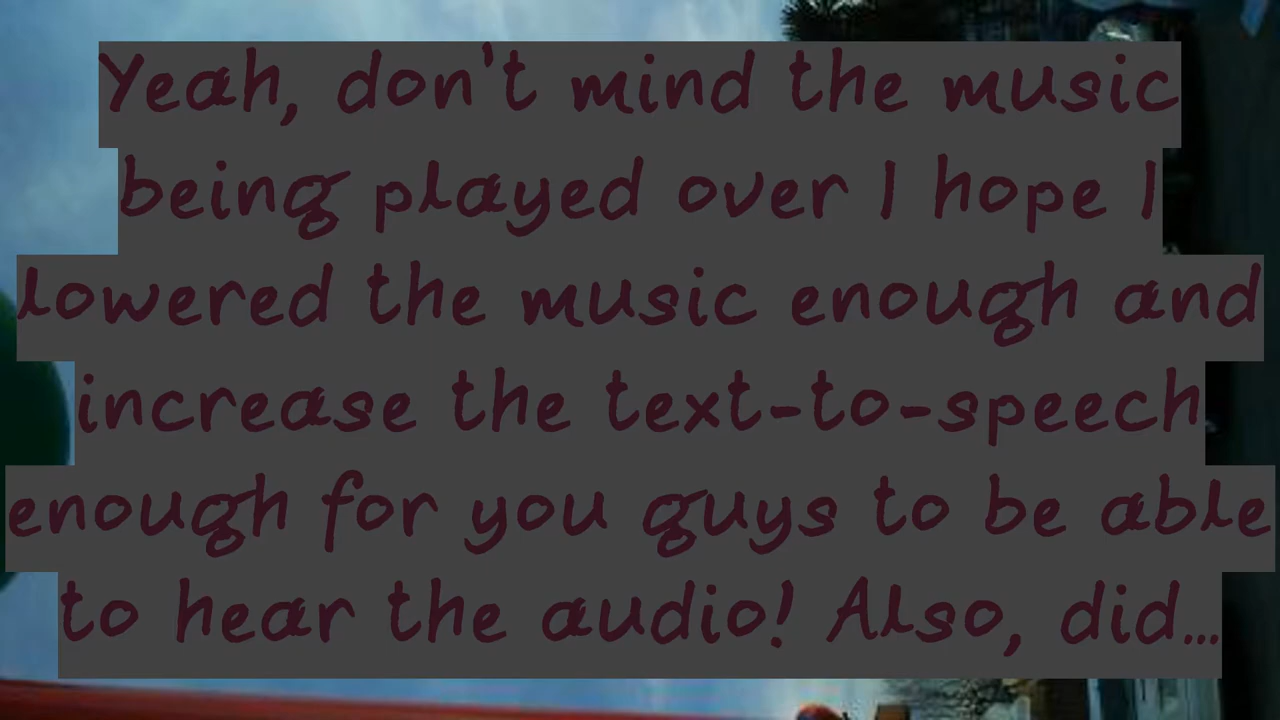 Yeah, don't mind the music
being played over I hope I
lowered the music enough and
increase the text-to-speech
enough for you guys to be able
to hear the audio! Also, did...